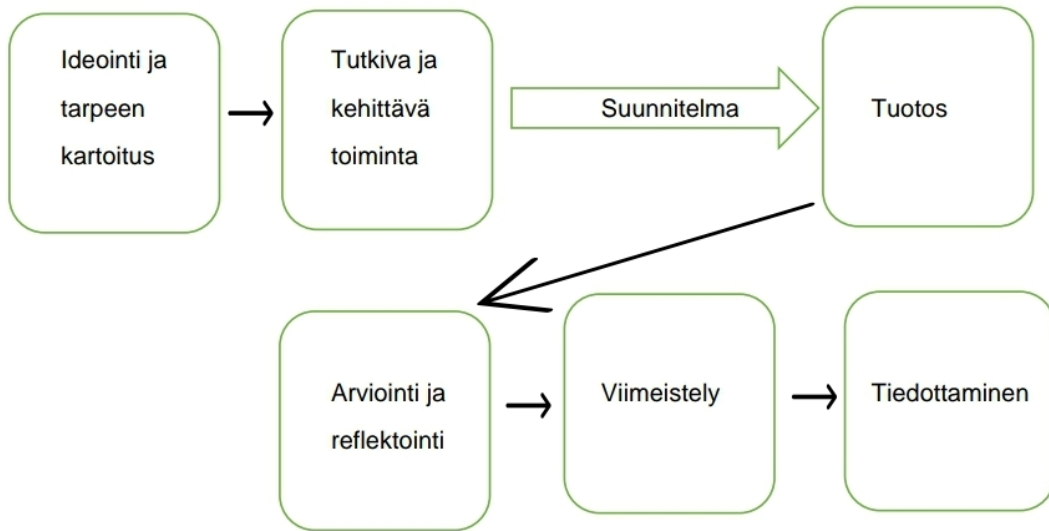 Ideointi ja
tarpeen
kartoitus
Tutkiva ja
kehittävä
toiminta
Suunnitelma
Tuotos
Arviointi ja
reflektointi
Viimeistely
Tiedottaminen